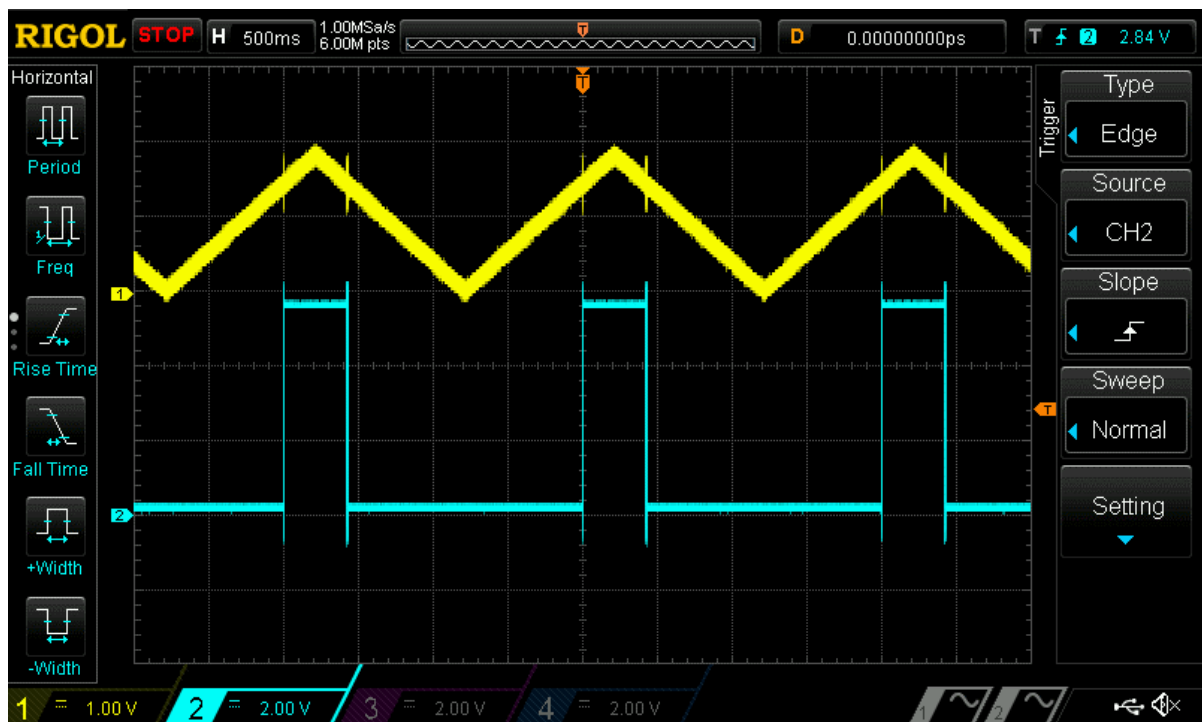 RIGOL STOP H 500ms 1.00MSa/s 6.00M pts T D 0.00000000ps T 2 2.84 V
Horizontal
Period
Freq
Rise Time
Fall Time
+Width
-Width
T
1
2
T
Trigger
Type
Edge
Source
CH2
Slope
Sweep
Normal
Setting
1 1.00 V 2 2.00 V 3 2.00 V 4 2.00 V 1 2